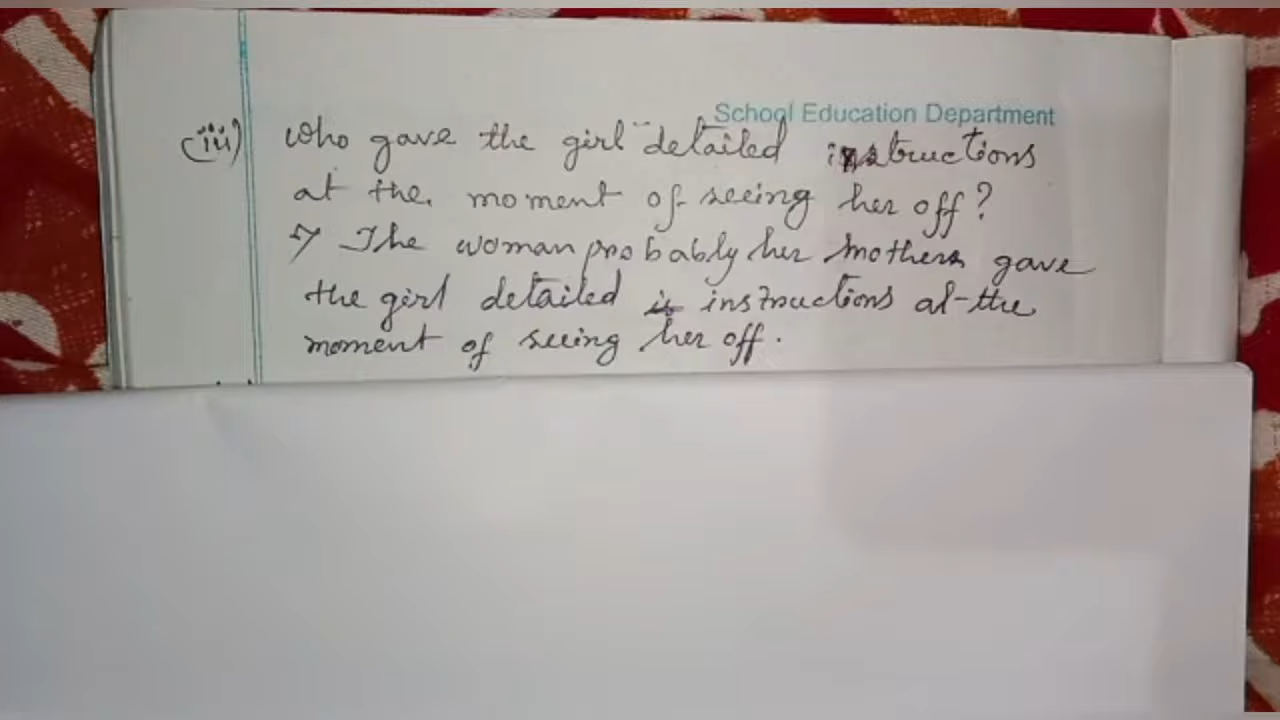 School Education Department
(iii) Who gave the girl detailed instructions
at the moment of seeing her off?
→ The woman probably her mothers gave
the girl detailed is instructions at the
moment of seeing her off.